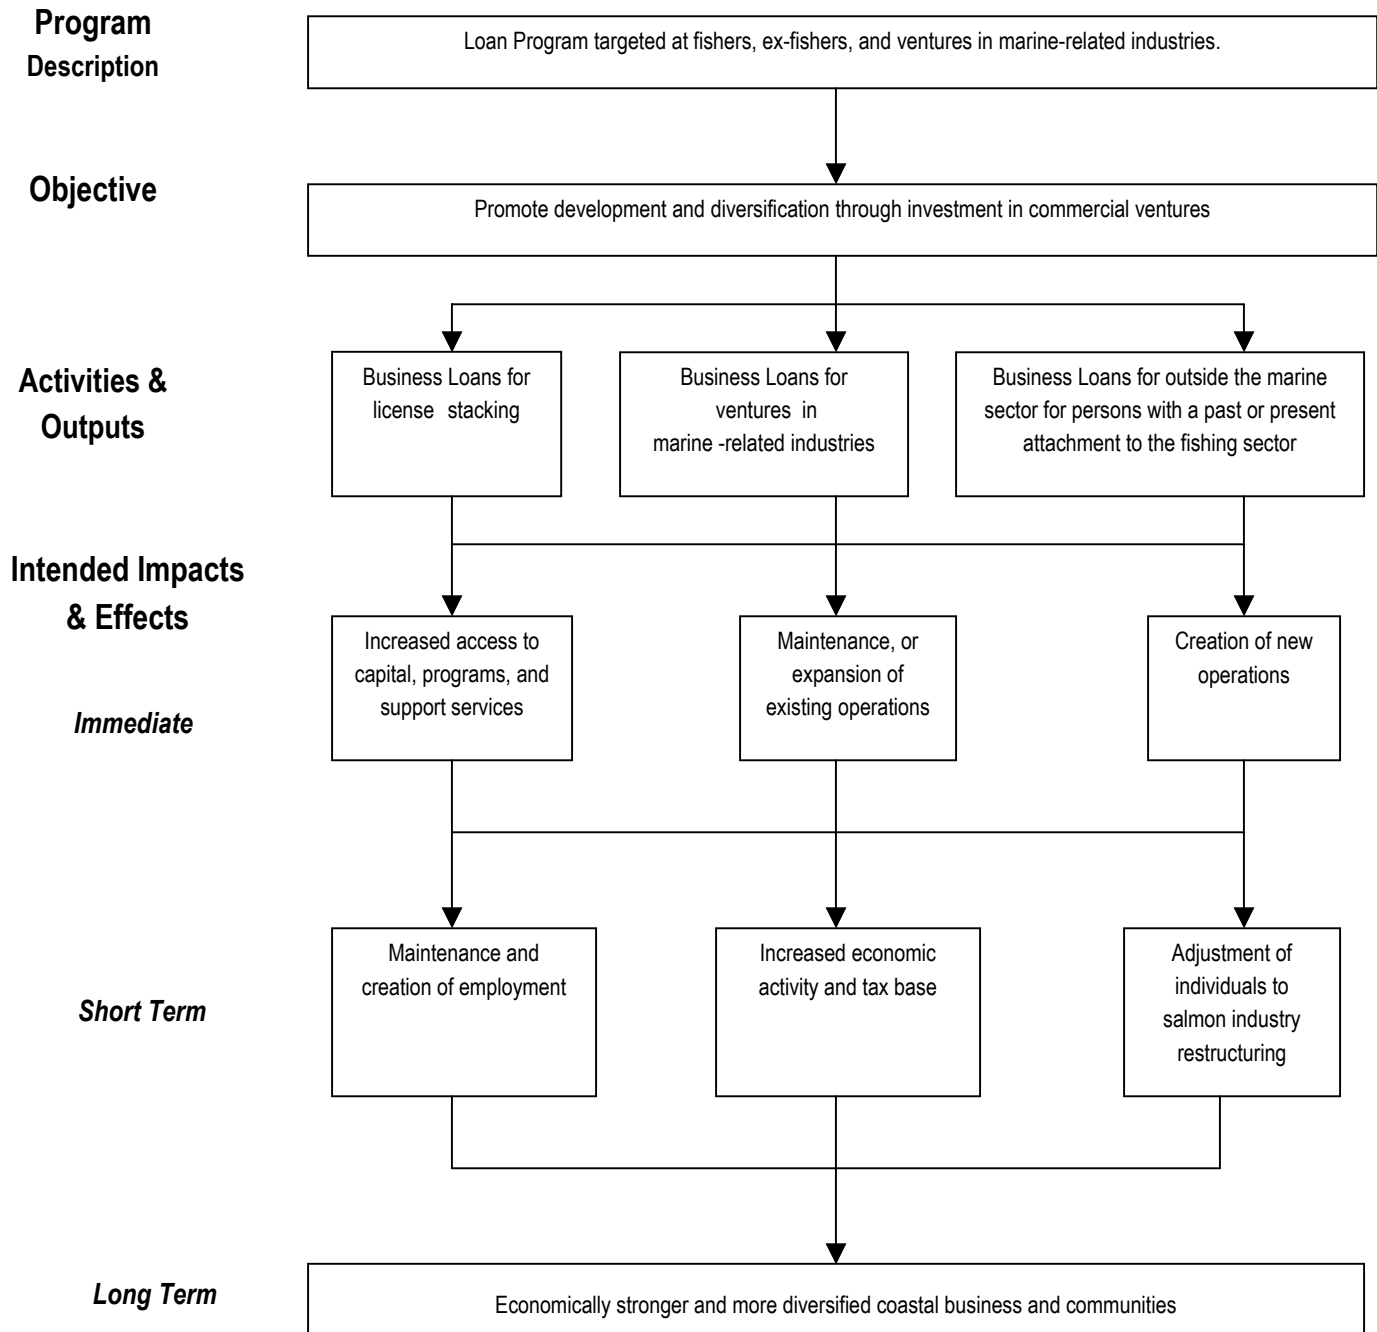 Program
Description
Loan Program targeted at fishers, ex-fishers, and ventures in marine-related industries.
Objective
Promote development and diversification through investment in commercial ventures
Activities &
Outputs
Business Loans for
license stacking
Business Loans for
ventures in
marine -related industries
Business Loans for outside the marine
sector for persons with a past or present
attachment to the fishing sector
Intended Impacts
& Effects
Immediate
Increased access to
capital, programs, and
support services
Maintenance, or
expansion of
existing operations
Creation of new
operations
Short Term
Maintenance and
creation of employment
Increased economic
activity and tax base
Adjustment of
individuals to
salmon industry
restructuring
Long Term
Economically stronger and more diversified coastal business and communities